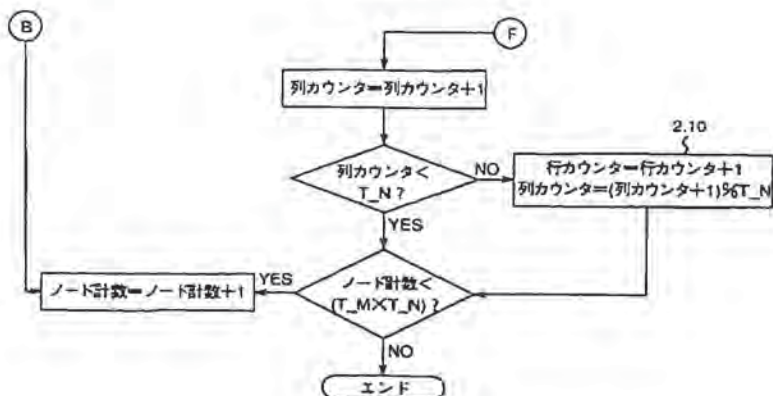 B
F
列カウンタ=列カウンタ+1
2.10
列カウンタ<
T_N?
NO
行カウンタ=行カウンタ+1
列カウンタ=(列カウンタ+1)%T_N
YES
ノード計数=ノード計数+1
YES
ノード計数<
(T_M×T_N)?
NO
エンド